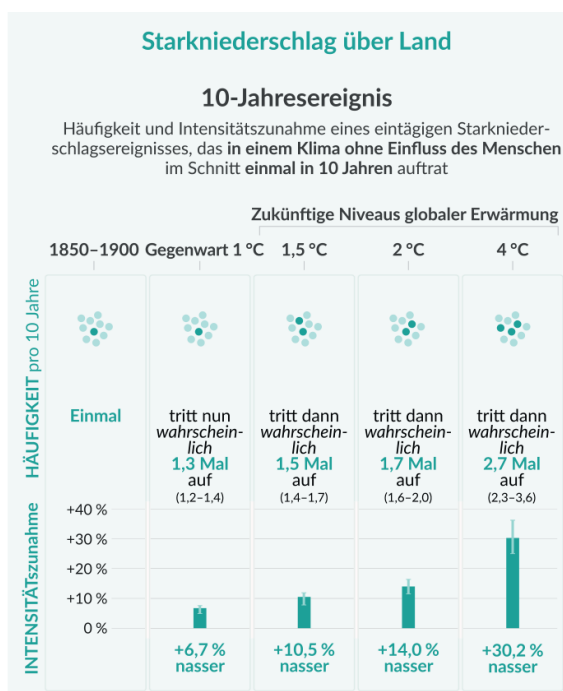 Starkniederschlag über Land
10-Jahresereignis
Häufigkeit und Intensitätszunahme eines eintägigen Starknieder-
schlagsereignisses, das in einem Klima ohne Einfluss des Menschen
im Schnitt einmal in 10 Jahren auftrat
Zukünftige Niveaus globaler Erwärmung
1850–1900 Gegenwart 1 °C 1,5 °C 2 °C 4 °C
HÄUFIGKEIT pro 10 Jahre
Einmal
tritt nun
wahrschein-
lich
1,3 Mal
auf
(1,2–1,4)
tritt dann
wahrschein-
lich
1,5 Mal
auf
(1,4–1,7)
tritt dann
wahrschein-
lich
1,7 Mal
auf
(1,6–2,0)
tritt dann
wahrschein-
lich
2,7 Mal
auf
(2,3–3,6)
INTENSITÄTszunahme
+40 %
+30 %
+20 %
+10 %
0 %
+6,7 %
nasser
+10,5 %
nasser
+14,0 %
nasser
+30,2 %
nasser